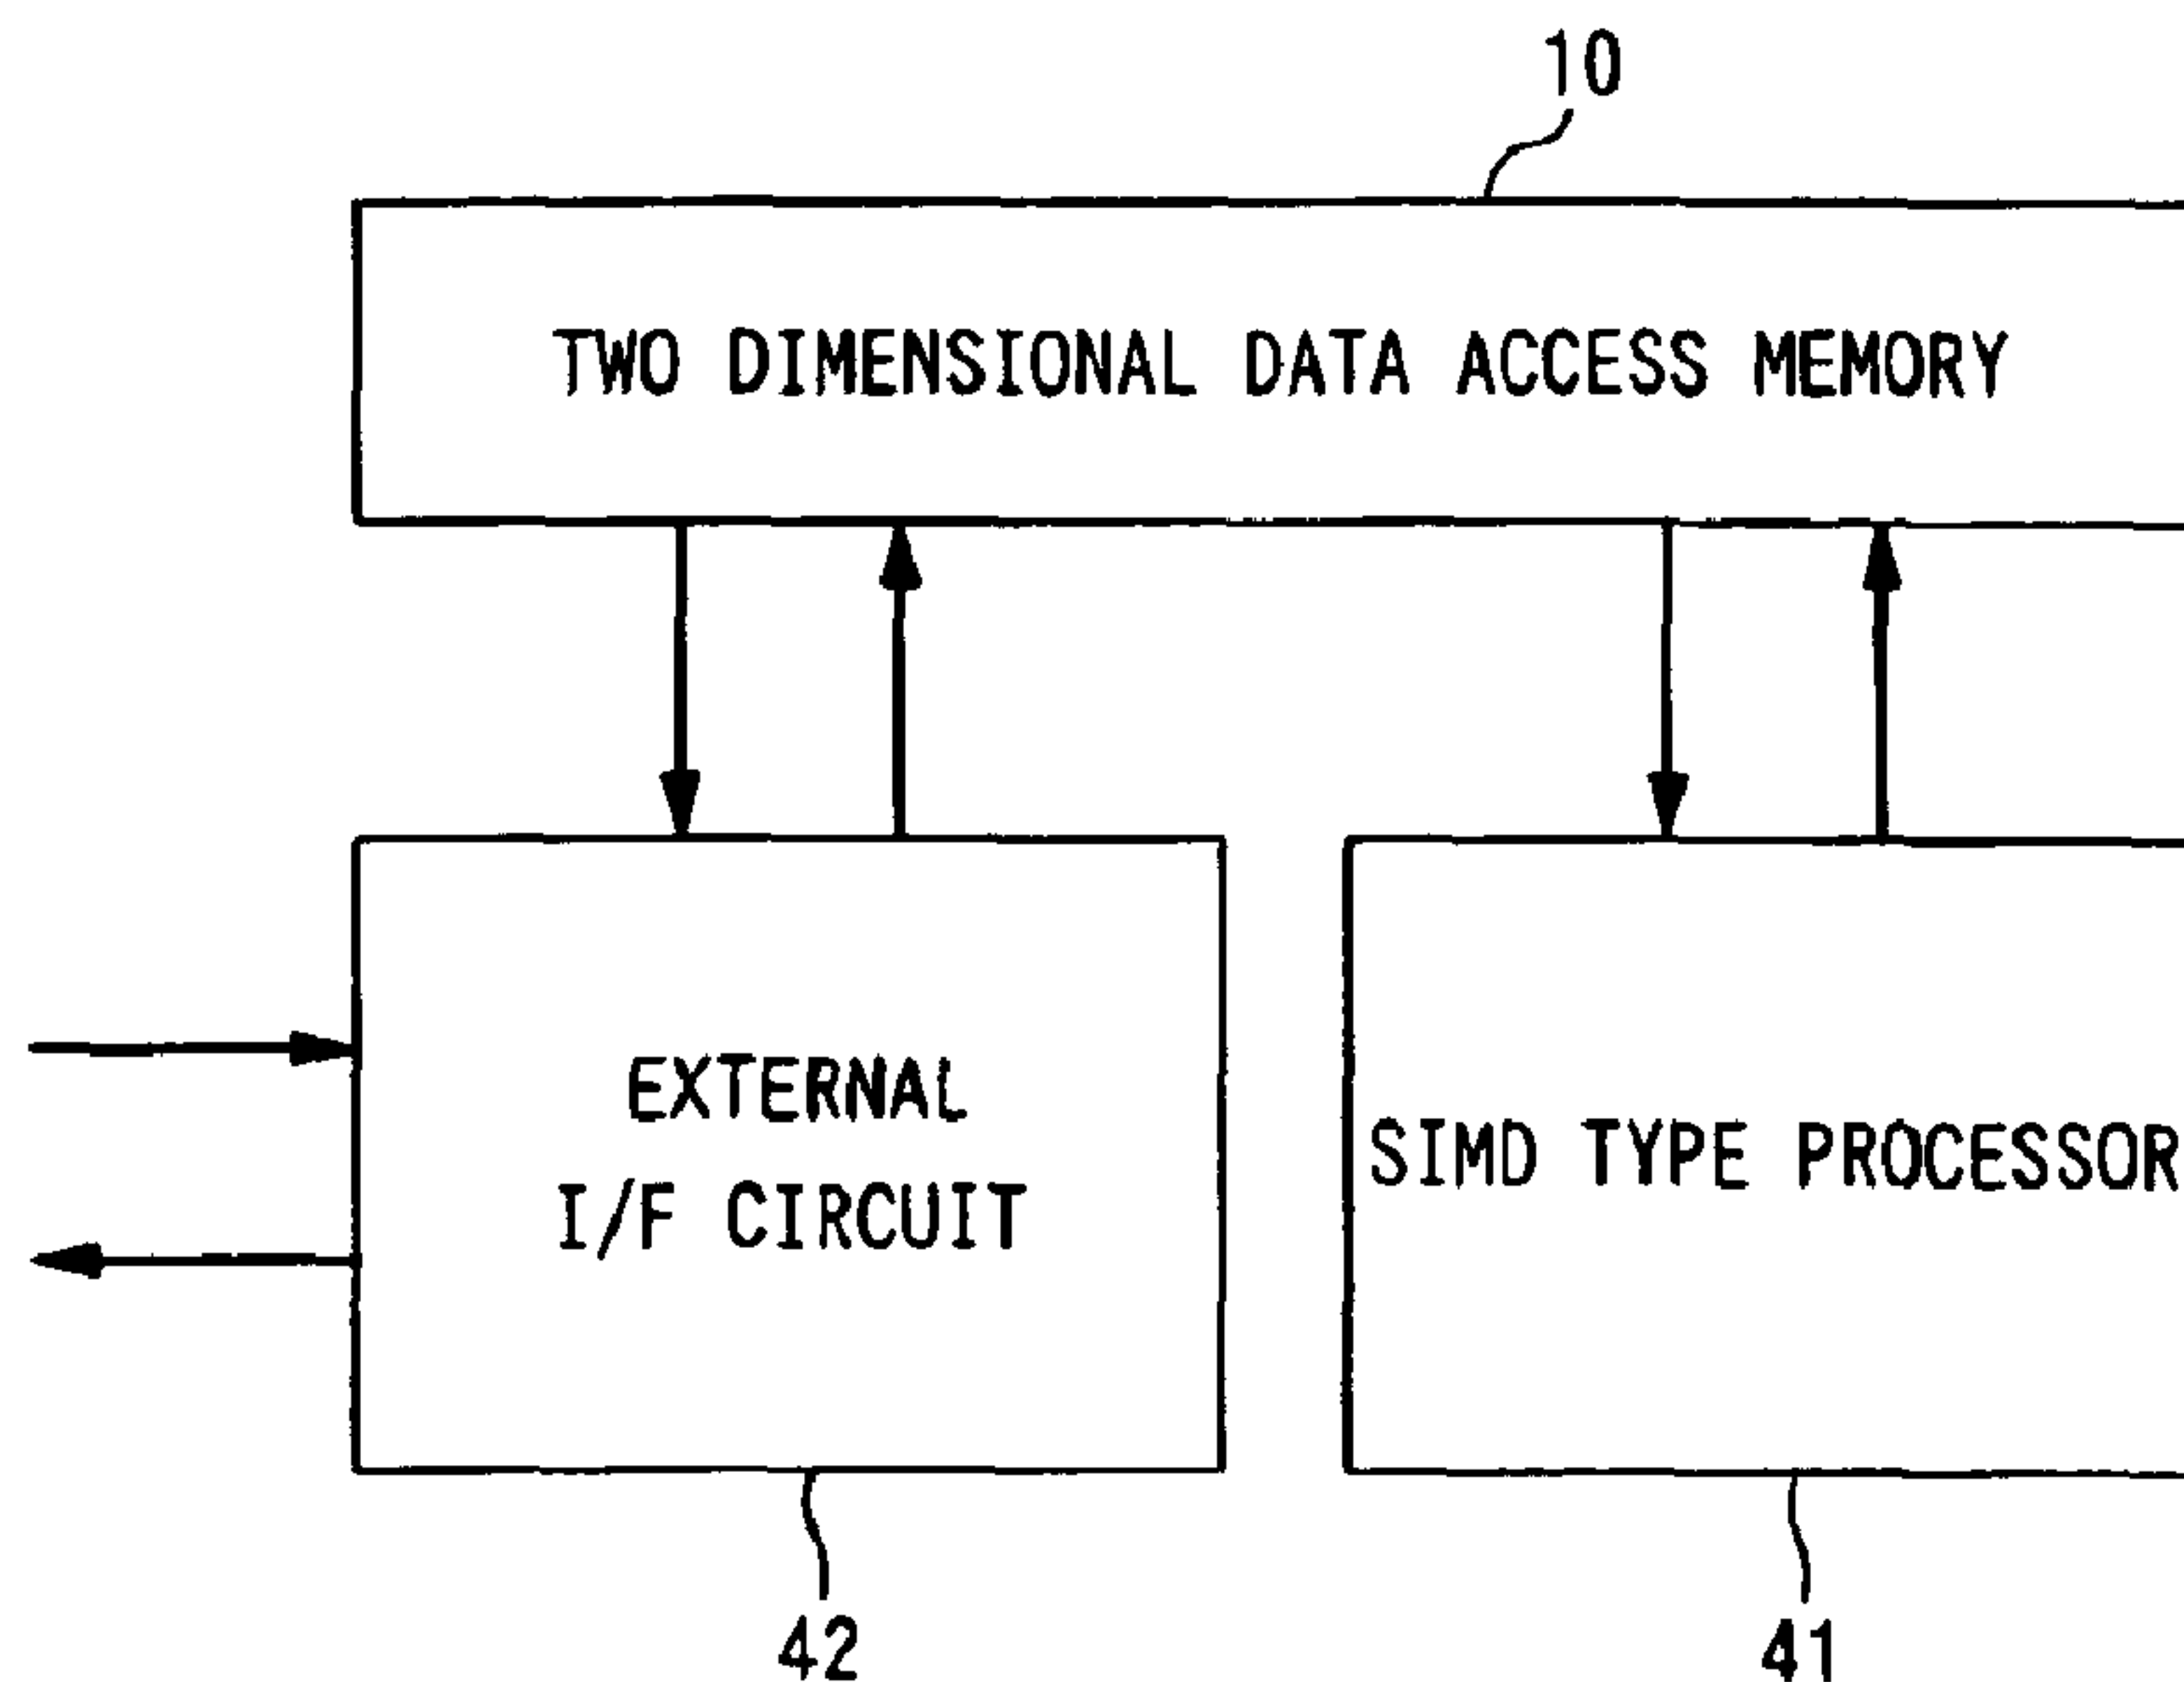 10
TWO DIMENSIONAL DATA ACCESS MEMORY
EXTERNAL
I/F CIRCUIT
SIMD TYPE PROCESSOR
42
41